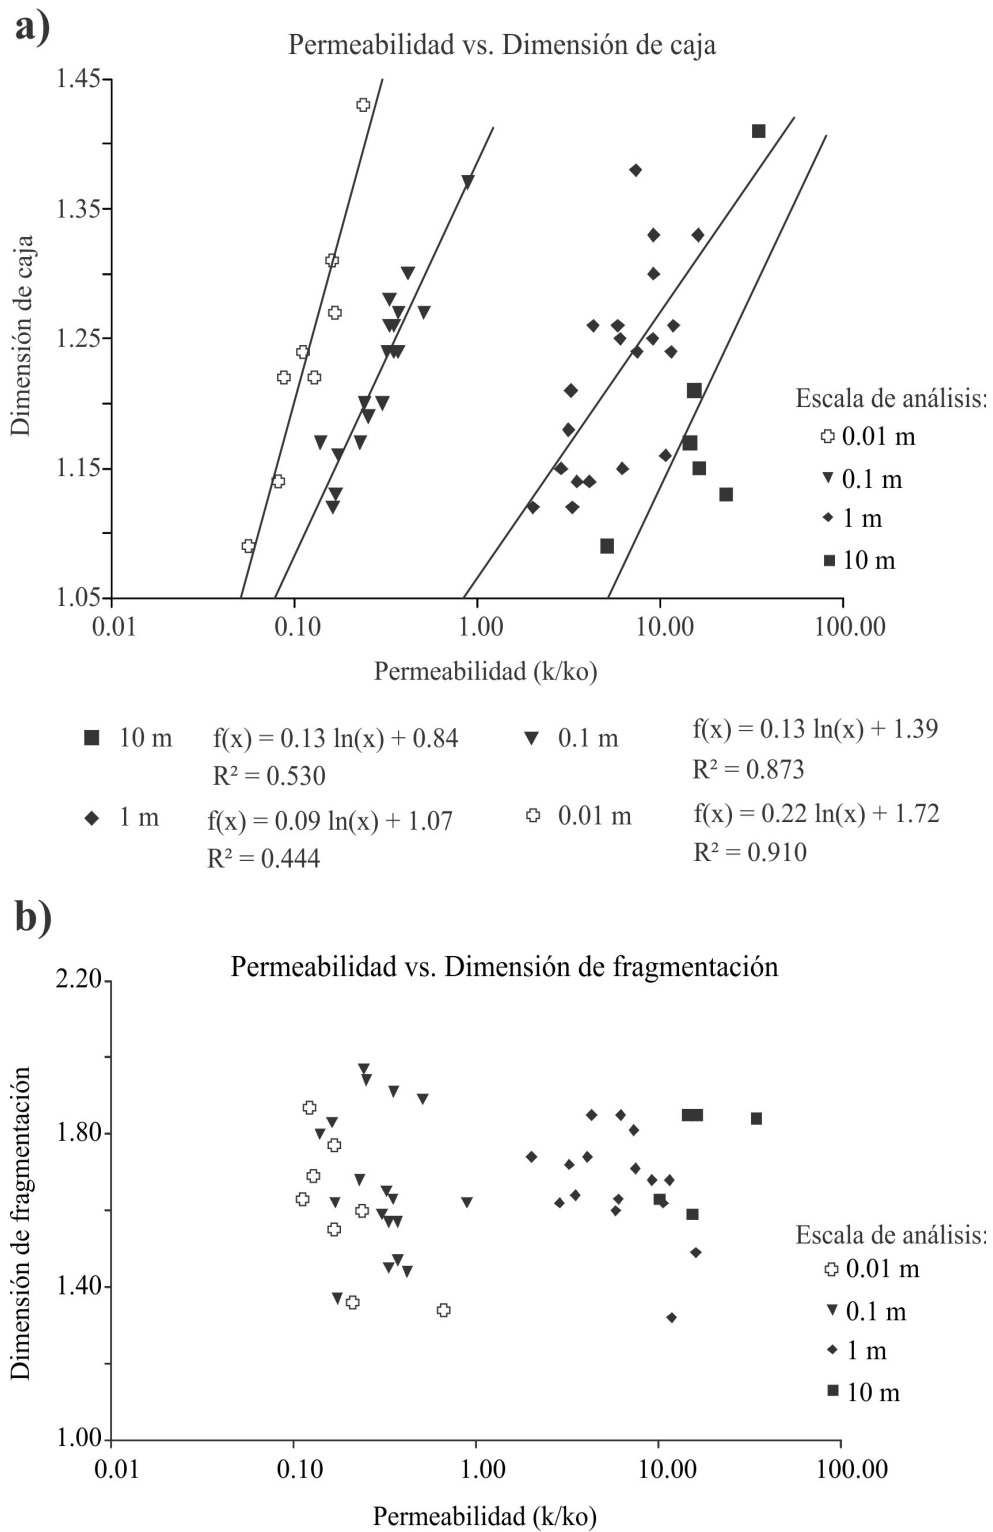 a)
Permeabilidad vs. Dimensión de caja
1.45
1.35
1.25
1.15
1.05
Dimensión de caja
0.01 0.10 1.00 10.00 100.00
Permeabilidad (k/ko)
Escala de análisis:
0.01 m
0.1 m
1 m
10 m
10 m f(x) = 0.13 ln(x) + 0.84
R² = 0.530
0.1 m f(x) = 0.13 ln(x) + 1.39
R² = 0.873
1 m f(x) = 0.09 ln(x) + 1.07
R² = 0.444
0.01 m f(x) = 0.22 ln(x) + 1.72
R² = 0.910
b)
Permeabilidad vs. Dimensión de fragmentación
2.20
1.80
1.40
1.00
Dimensión de fragmentación
0.01 0.10 1.00 10.00 100.00
Permeabilidad (k/ko)
Escala de análisis:
0.01 m
0.1 m
1 m
10 m